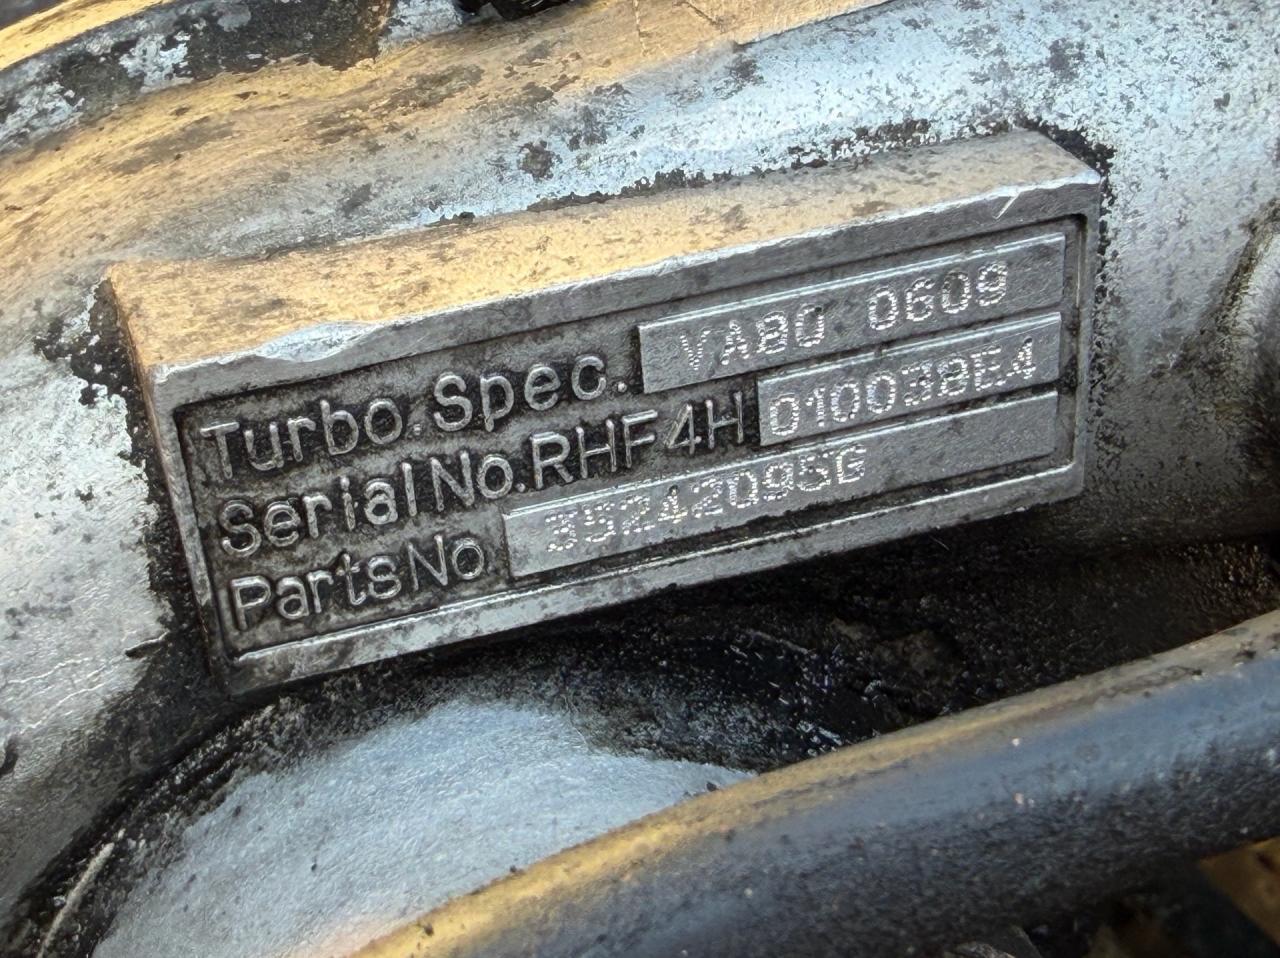 Turbo.Spec. VA80 0609
Serial No.RHF4H 010038E4
Parts No. 35242095G